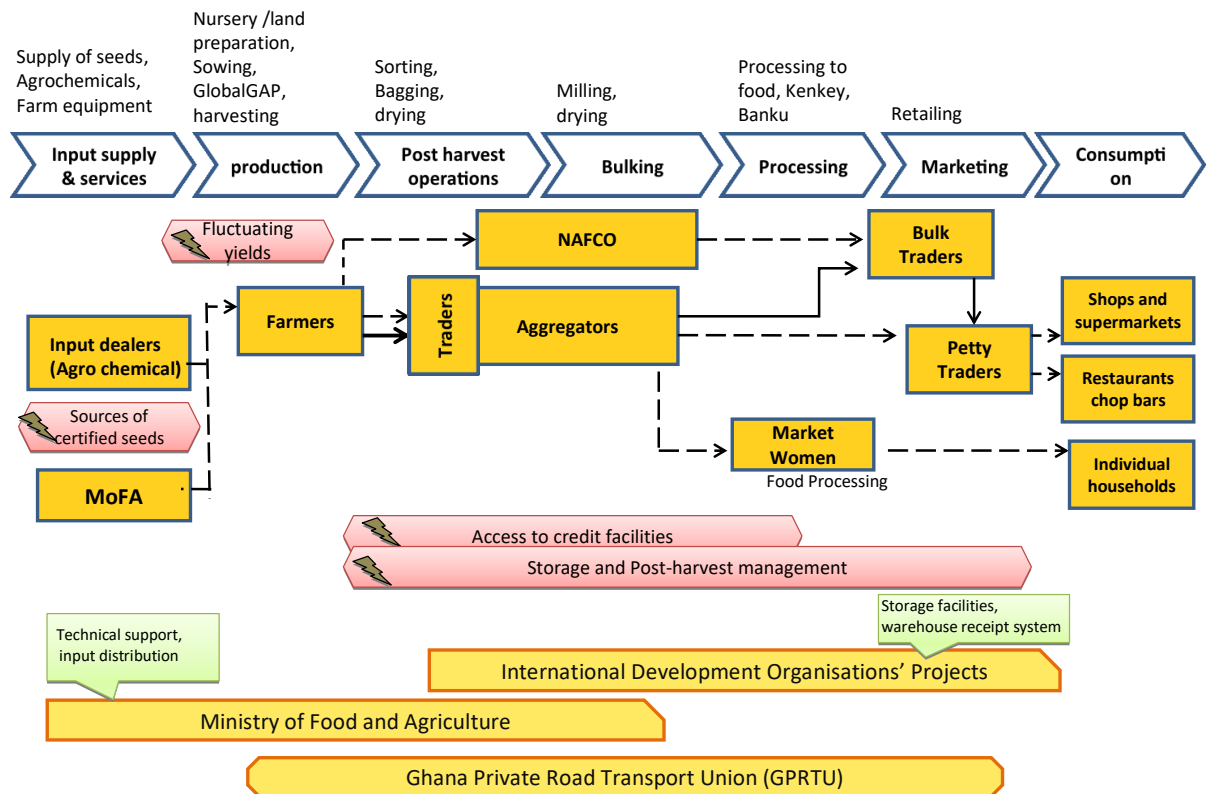 Supply of seeds,
Agrochemicals,
Farm equipment
Nursery /land
preparation,
Sowing,
GlobalGAP,
harvesting
Sorting,
Bagging,
drying
Milling,
drying
Processing to
food, Kenkey,
Banku
Retailing
Input supply
& services
production
Post harvest
operations
Bulking
Processing
Marketing
Consumpti
on
Fluctuating
yields
NAFCO
Bulk
Traders
Farmers
Traders
Aggregators
Shops and
supermarkets
Input dealers
(Agro chemical)
Petty
Traders
Restaurants
chop bars
Sources of
certified seeds
Market
Women
Food Processing
Individual
households
MoFA
Access to credit facilities
Storage and Post-harvest management
Storage facilities,
warehouse receipt system
Technical support,
input distribution
International Development Organisations’ Projects
Ministry of Food and Agriculture
Ghana Private Road Transport Union (GPRTU)